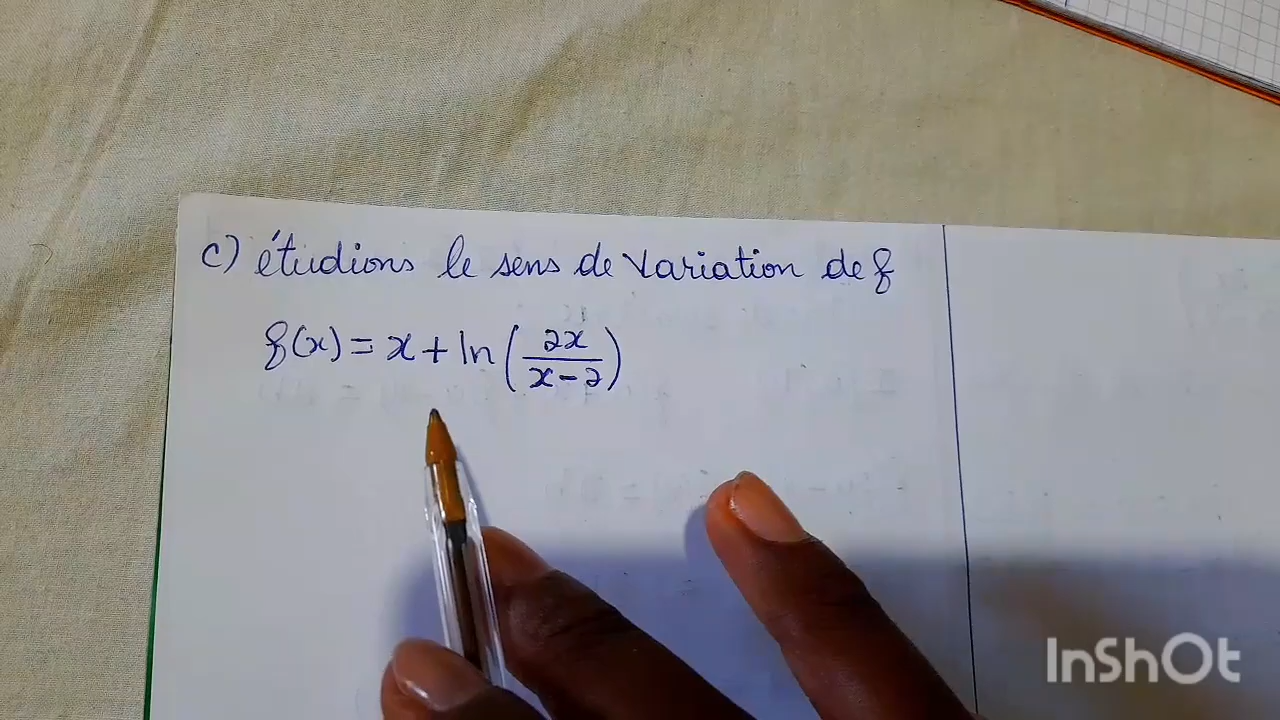 c) étudions le sens de variation de f
f(x) = x + ln(2x/(x-2))
InShOt